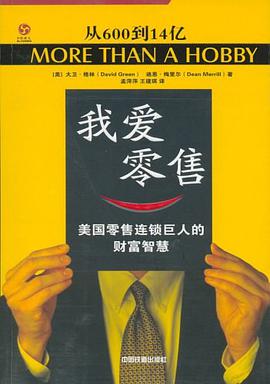 从600到14亿
MORE THAN A HOBBY
[美] 大卫·格林（David Green） 迪恩·梅里尔（Dean Merrill） 著
孟萍萍 王建琪 译
我爱
零售
美国零售连锁巨人的
财富智慧
中国铁道出版社